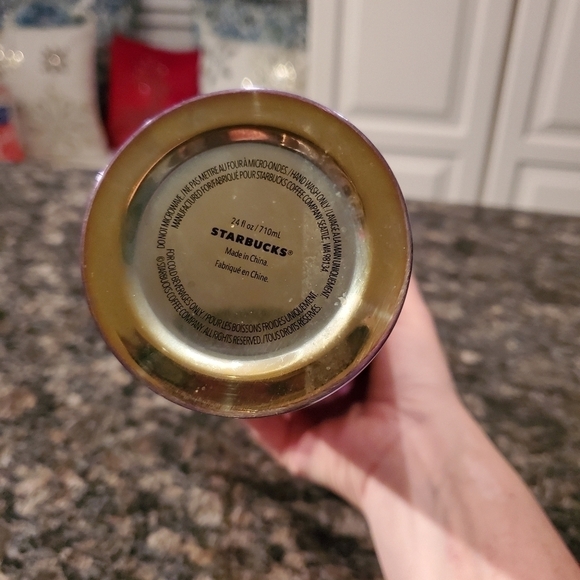 DO NOT MICROWAVE / NE PAS METTRE AU FOUR À MICRO-ONDES. / HAND WASH ONLY / LAVAGE À LA MAIN UNIQUEMENT
MANUFACTURED FOR/FABRIQUÉ POUR STARBUCKS COFFEE COMPANY, SEATTLE, WA 98134
24 fl oz / 710mL
STARBUCKS®
Made in China.
Fabriqué en Chine.
FOR COLD BEVERAGES ONLY. / POUR LES BOISSONS FROIDES UNIQUEMENT.
©STARBUCKS COFFEE COMPANY. ALL RIGHTS RESERVED. / TOUS DROITS RÉSERVÉS.